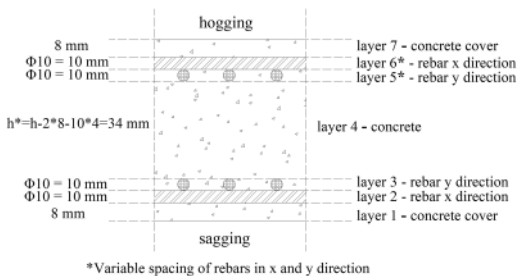 hogging
8 mm
layer 7 - concrete cover
Φ10 = 10 mm
layer 6* - rebar x direction
Φ10 = 10 mm
layer 5* - rebar y direction
h*=h-2*8-10*4=34 mm
layer 4 - concrete
Φ10 = 10 mm
layer 3 - rebar y direction
Φ10 = 10 mm
layer 2 - rebar x direction
8 mm
layer 1 - concrete cover
sagging
*Variable spacing of rebars in x and y direction